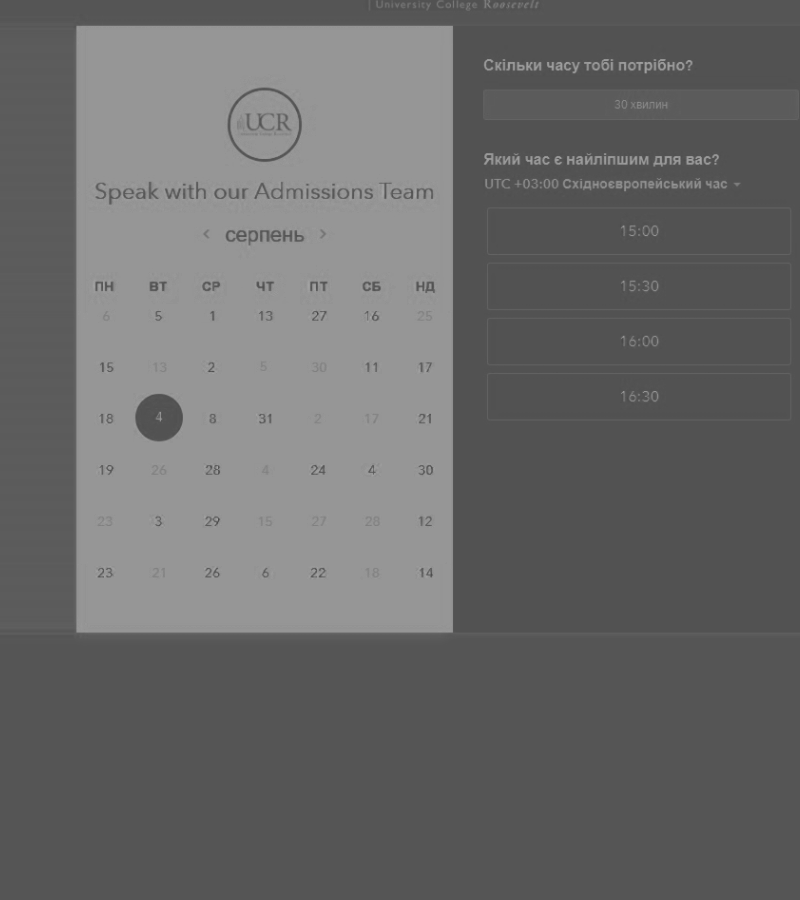 | University College Roosevelt
UCR
Speak with our Admissions Team
< серпень >
ПН ВТ СР ЧТ ПТ СБ НД
6 5 1 13 27 16 25
15 13 2 5 30 11 17
18 4 8 31 2 17 21
19 26 28 4 24 4 30
23 3 29 15 27 28 12
23 21 26 6 22 18 14
Скільки часу тобі потрібно?
30 хвилин
Який час є найліпшим для вас?
UTC +03:00 Східноєвропейський час
15:00
15:30
16:00
16:30